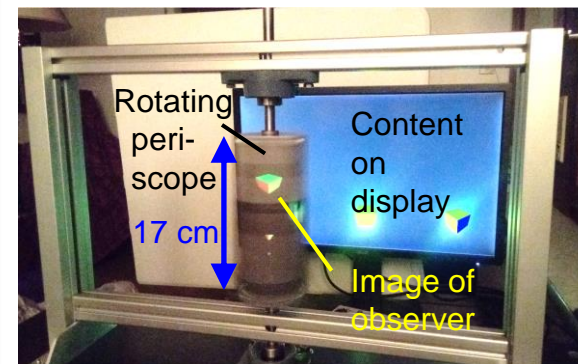 Rotating
peri-
scope
17 cm
Content
on
display
Image of
observer